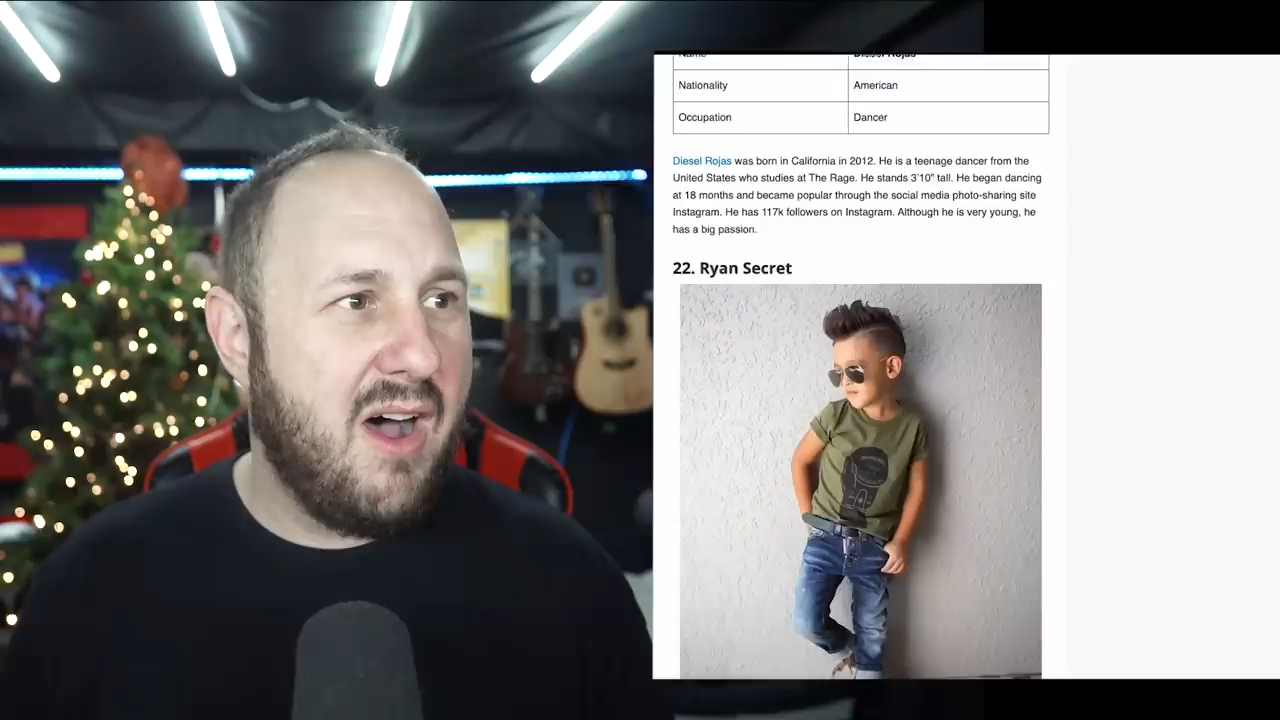 Name Diesel Rojas
Nationality American
Occupation Dancer
Diesel Rojas was born in California in 2012. He is a teenage dancer from the
United States who studies at The Rage. He stands 3'10" tall. He began dancing
at 18 months and became popular through the social media photo-sharing site
Instagram. He has 117k followers on Instagram. Although he is very young, he
has a big passion.
22. Ryan Secret